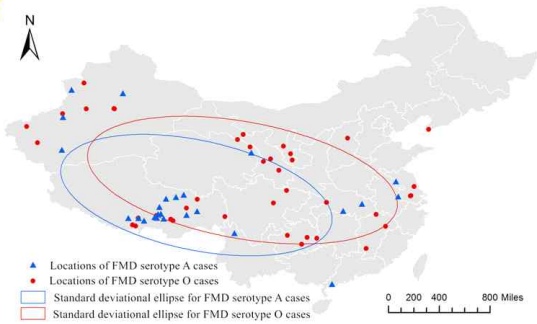 N
Locations of FMD serotype A cases
Locations of FMD serotype O cases
Standard deviational ellipse for FMD serotype A cases
Standard deviational ellipse for FMD serotype O cases
0 200 400 800 Miles